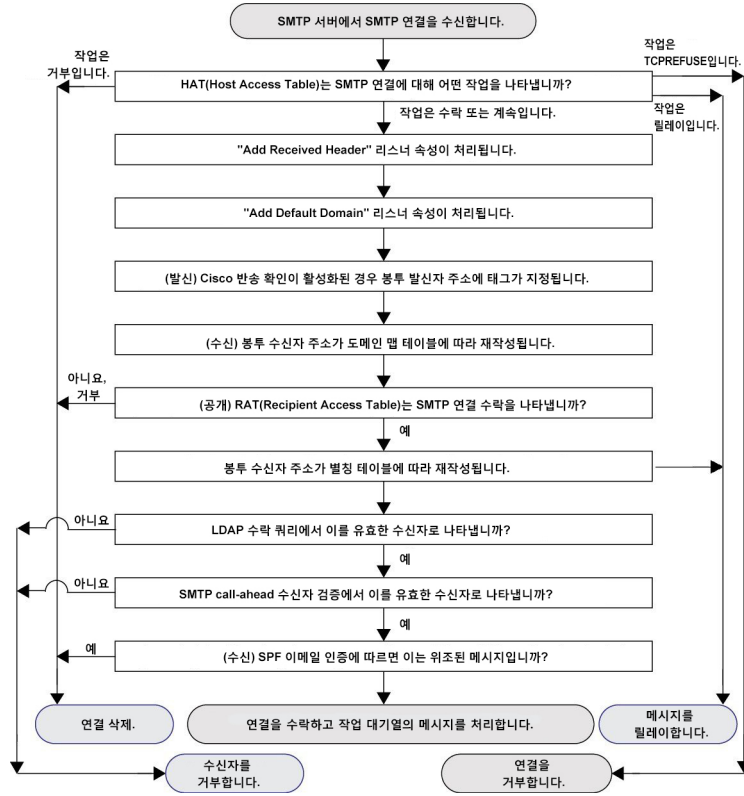 SMTP 서버에서 SMTP 연결을 수신합니다.
작업은
거부입니다.
작업은
TCPREFUSE입니다.
HAT(Host Access Table)는 SMTP 연결에 대해 어떤 작업을 나타냅니까?
작업은 수락 또는 계속입니다.
작업은
릴레이입니다.
"Add Received Header" 리스너 속성이 처리됩니다.
"Add Default Domain" 리스너 속성이 처리됩니다.
(발신) Cisco 반송 확인이 활성화된 경우 봉투 발신자 주소에 태그가 지정됩니다.
(수신) 봉투 수신자 주소가 도메인 맵 테이블에 따라 재작성됩니다.
아니요,
거부
(공개) RAT(Recipient Access Table)는 SMTP 연결 수락을 나타냅니까?
예
봉투 수신자 주소가 별칭 테이블에 따라 재작성됩니다.
아니요
LDAP 수락 쿼리에서 이를 유효한 수신자로 나타냅니까?
예
아니요
SMTP call-ahead 수신자 검증에서 이를 유효한 수신자로 나타냅니까?
예
예
(수신) SPF 이메일 인증에 따르면 이는 위조된 메시지입니까?
연결 삭제.
연결을 수락하고 작업 대기열의 메시지를 처리합니다.
메시지를
릴레이합니다.
수신자를
거부합니다.
연결을
거부합니다.